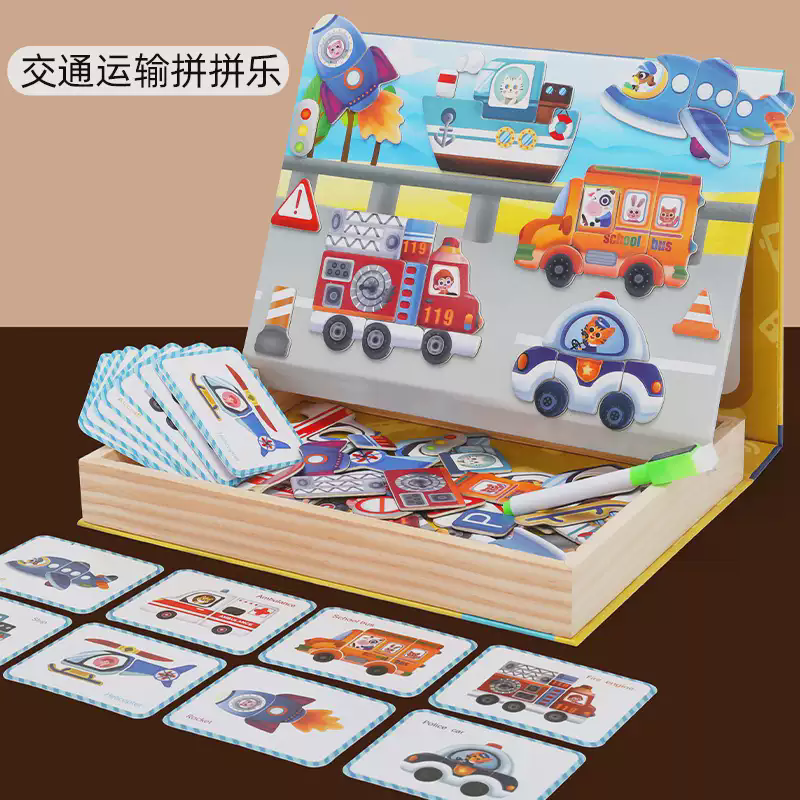 交通运输拼拼乐
school bus
119
119
P
Ambulance
School bus
Fire engine
Ship
Helicopter
Rocket
Police car